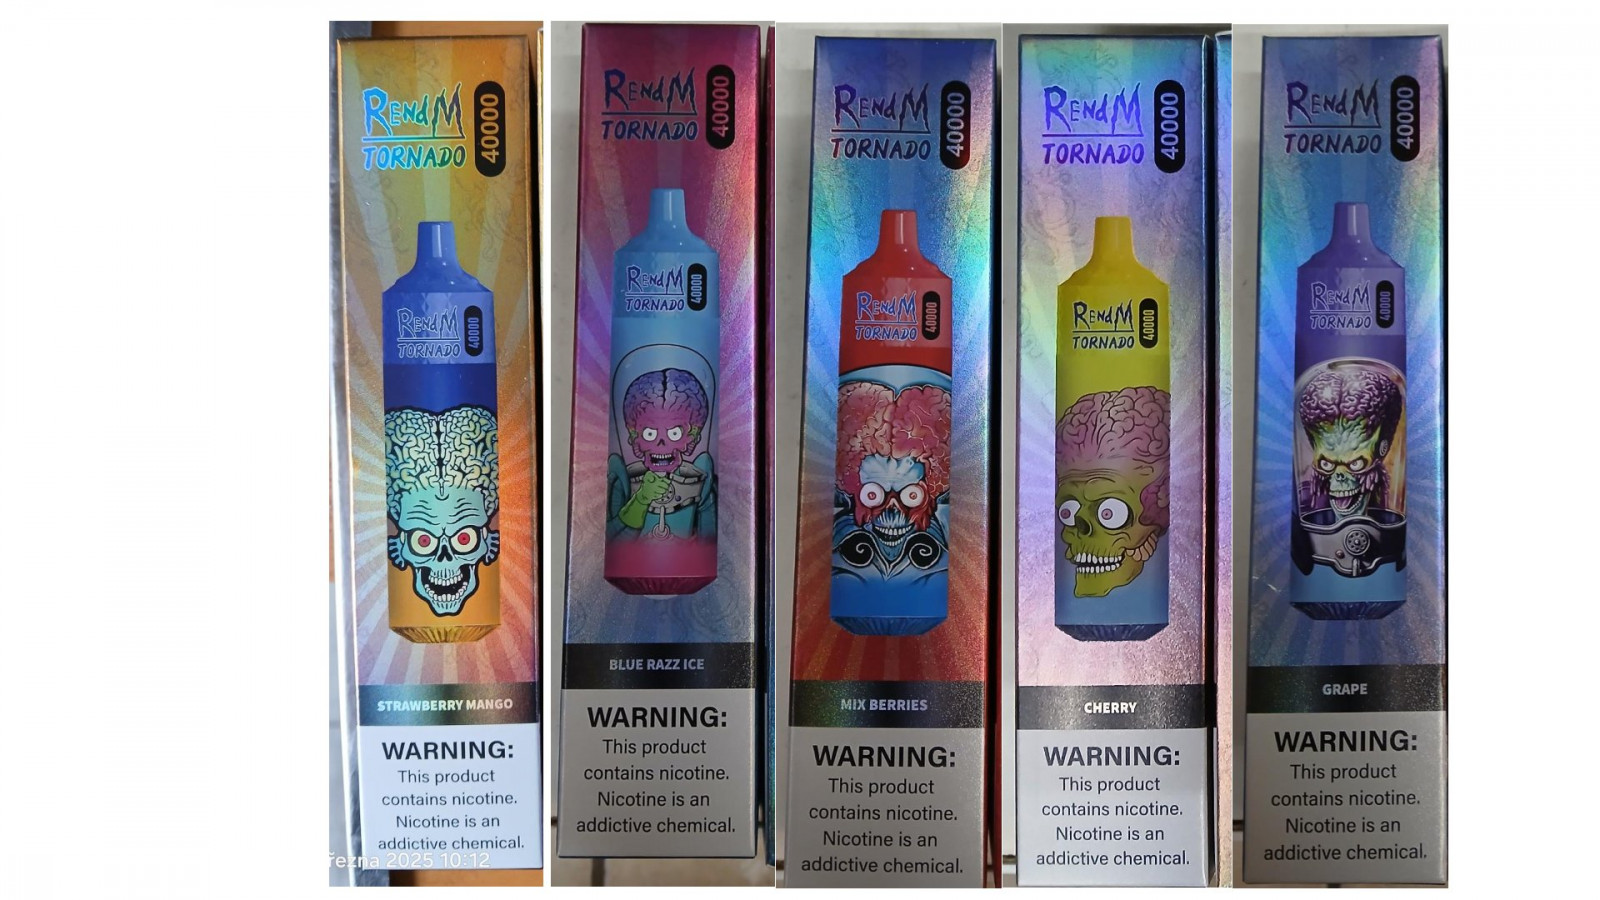 RendM
TORNADO
40000
RendM
TORNADO
40000
STRAWBERRY MANGO
WARNING:
This product
contains nicotine.
Nicotine is an
addictive chemical.
března 2025 10:12
RendM
TORNADO
40000
RendM
TORNADO
40000
BLUE RAZZ ICE
WARNING:
This product
contains nicotine.
Nicotine is an
addictive chemical.
RendM
TORNADO
40000
RendM
TORNADO
40000
MIX BERRIES
WARNING:
This product
contains nicotine.
Nicotine is an
addictive chemical.
RendM
TORNADO
40000
RendM
TORNADO
40000
CHERRY
WARNING:
This product
contains nicotine.
Nicotine is an
addictive chemical.
RendM
TORNADO
40000
RendM
TORNADO
40000
GRAPE
WARNING:
This product
contains nicotine.
Nicotine is an
addictive chemical.